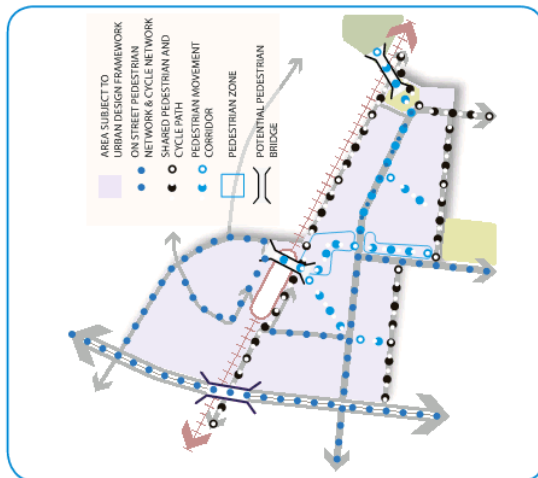 AREA SUBJECT TO
URBAN DESIGN FRAMEWORK
ON STREET PEDESTRIAN
NETWORK & CYCLE NETWORK
SHARED PEDESTRIAN AND
CYCLE PATH
PEDESTRIAN MOVEMENT
CORRIDOR
PEDESTRIAN ZONE
POTENTIAL PEDESTRIAN
BRIDGE